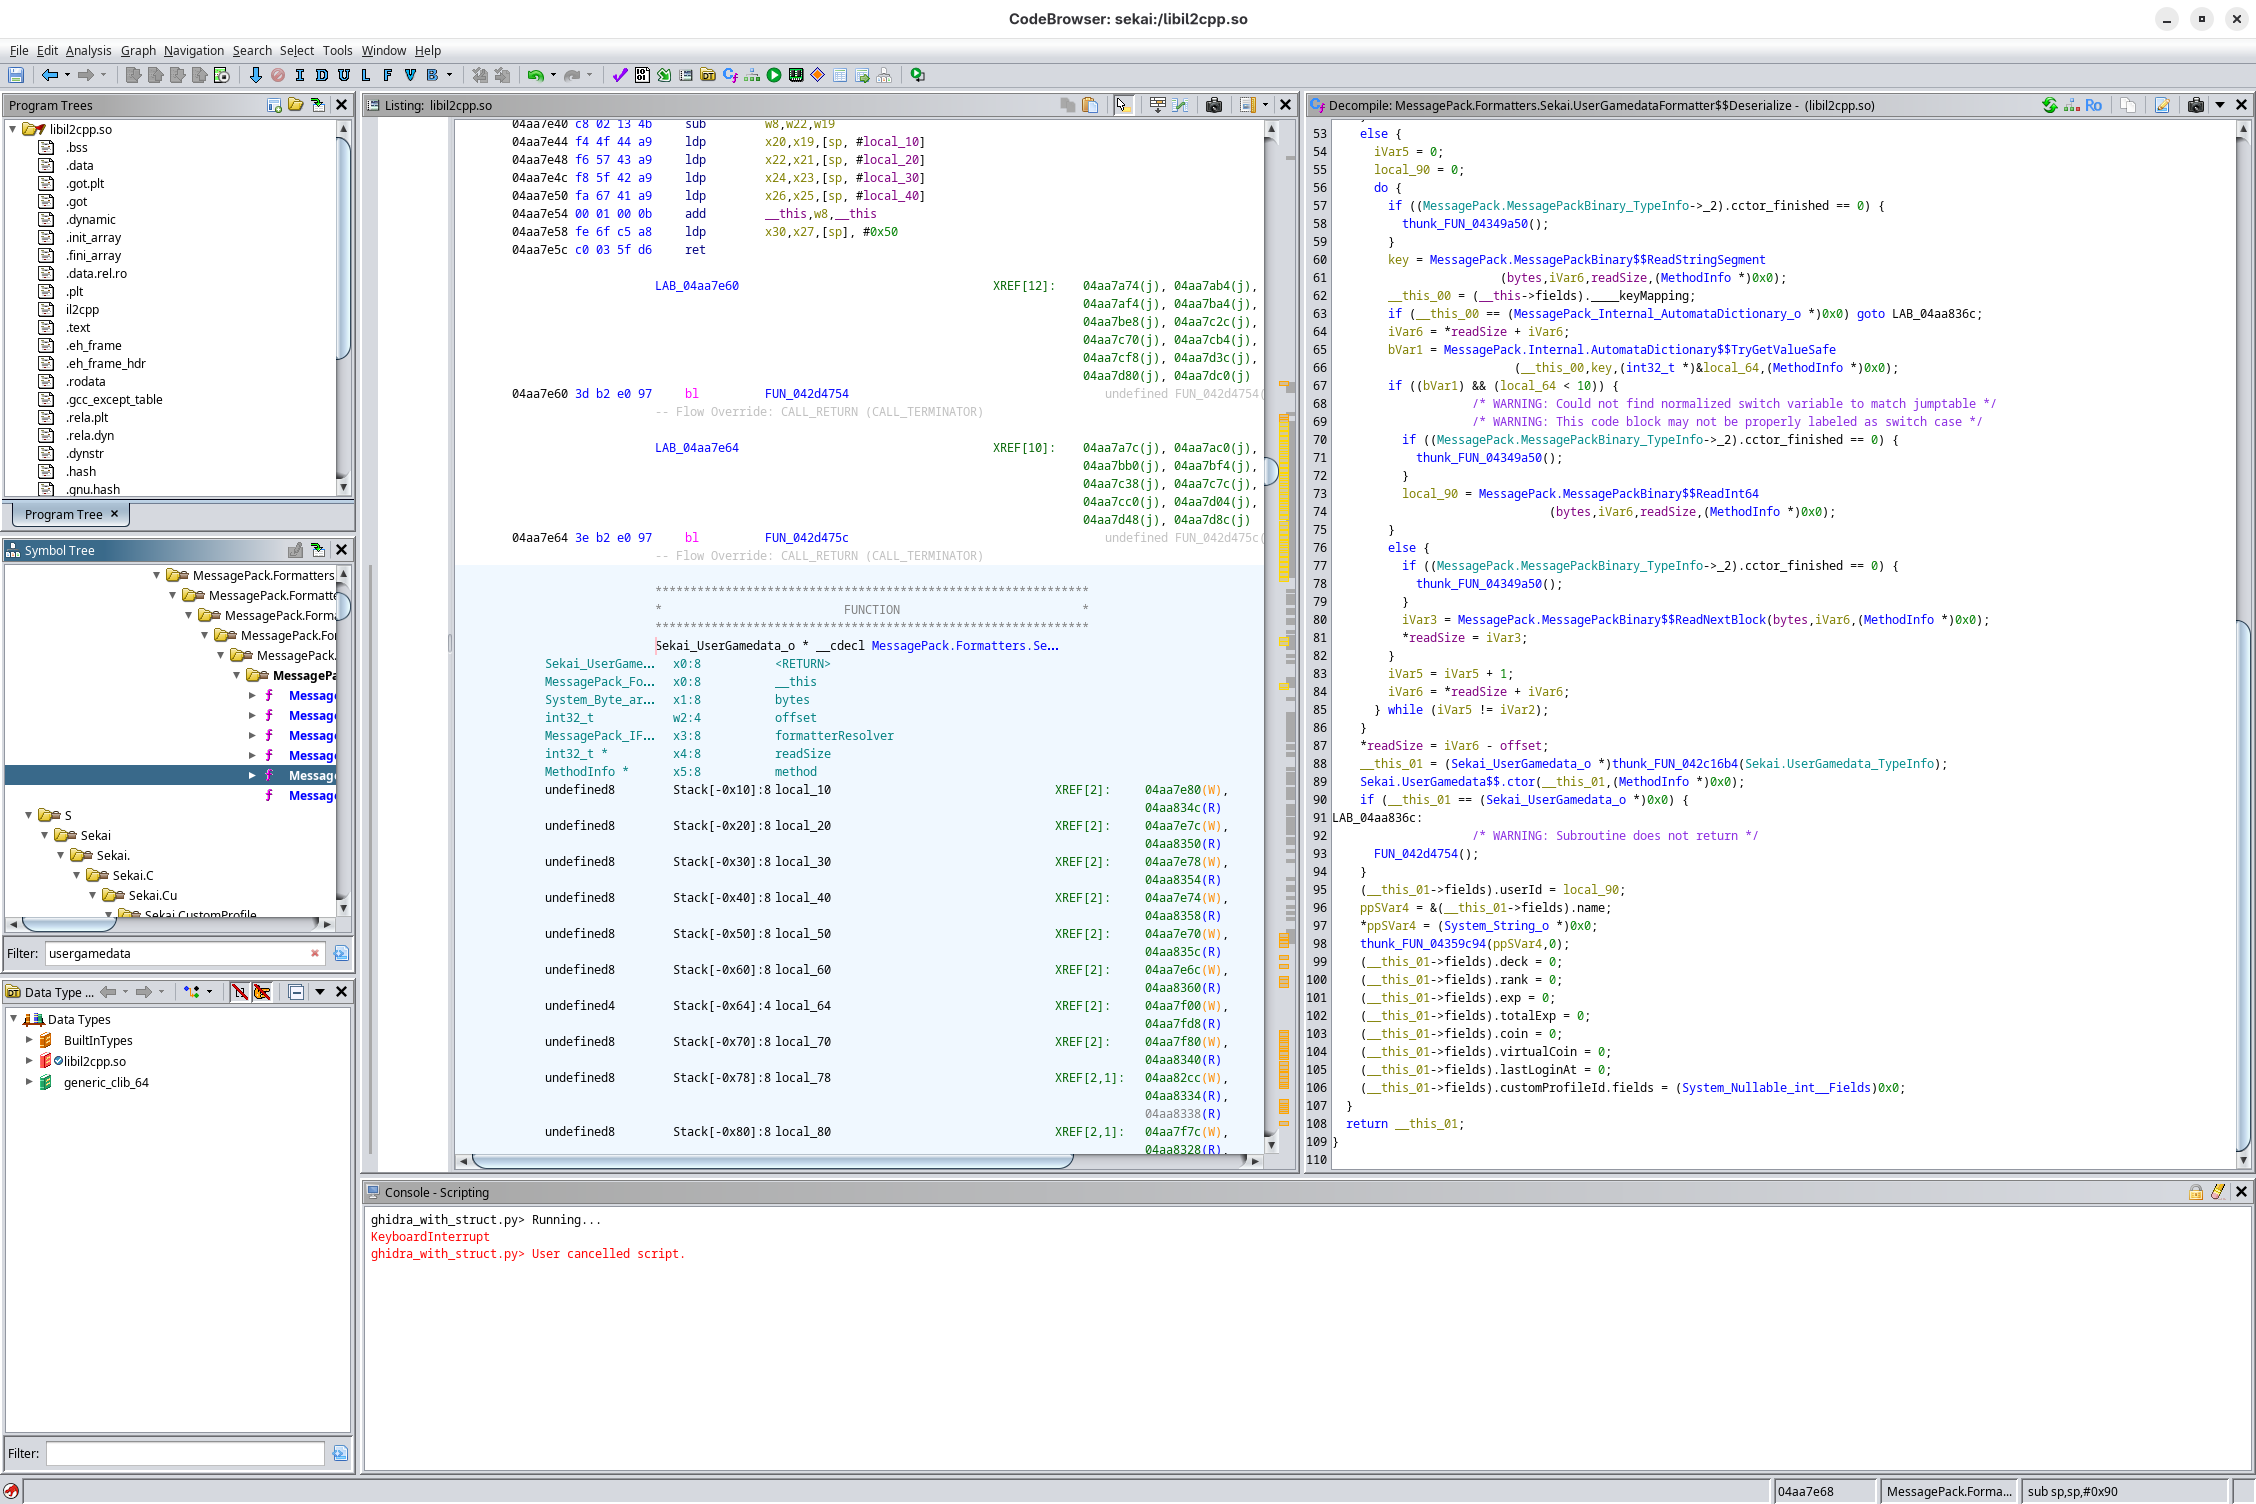 CodeBrowser: sekai:/libil2cpp.so
File Edit Analysis Graph Navigation Search Select Tools Window Help
I D U L F V B
Program Trees
libil2cpp.so
.bss
.data
.got.plt
.got
.dynamic
.init_array
.fini_array
.data.rel.ro
.plt
il2cpp
.text
.eh_frame
.eh_frame_hdr
.rodata
.gcc_except_table
.rela.plt
.rela.dyn
.dynstr
.hash
.gnu.hash
Program Tree
Symbol Tree
MessagePack.Formatters
MessagePack.Formatte
MessagePack.Forma
MessagePack.For
MessagePack.
MessagePa
Message
Message
Message
Message
Message
Message
S
Sekai
Sekai.
Sekai.C
Sekai.Cu
Sekai.CustomProfile
Filter: usergamedata
Data Type ...
Data Types
BuiltInTypes
libil2cpp.so
generic_clib_64
Filter:
Listing: libil2cpp.so
04aa7e40 c8 02 13 4b sub w8,w22,w19
04aa7e44 f4 4f 44 a9 ldp x20,x19,[sp, #local_10]
04aa7e48 f6 57 43 a9 ldp x22,x21,[sp, #local_20]
04aa7e4c f8 5f 42 a9 ldp x24,x23,[sp, #local_30]
04aa7e50 fa 67 41 a9 ldp x26,x25,[sp, #local_40]
04aa7e54 00 01 00 0b add __this,w8,__this
04aa7e58 fe 6f c5 a8 ldp x30,x27,[sp], #0x50
04aa7e5c c0 03 5f d6 ret
LAB_04aa7e60 XREF[12]: 04aa7a74(j), 04aa7ab4(j),
04aa7af4(j), 04aa7ba4(j),
04aa7be8(j), 04aa7c2c(j),
04aa7c70(j), 04aa7cb4(j),
04aa7cf8(j), 04aa7d3c(j),
04aa7d80(j), 04aa7dc0(j)
04aa7e60 3d b2 e0 97 bl FUN_042d4754 undefined FUN_042d4754(
-- Flow Override: CALL_RETURN (CALL_TERMINATOR)
LAB_04aa7e64 XREF[10]: 04aa7a7c(j), 04aa7ac0(j),
04aa7bb0(j), 04aa7bf4(j),
04aa7c38(j), 04aa7c7c(j),
04aa7cc0(j), 04aa7d04(j),
04aa7d48(j), 04aa7d8c(j)
04aa7e64 3e b2 e0 97 bl FUN_042d475c undefined FUN_042d475c(
-- Flow Override: CALL_RETURN (CALL_TERMINATOR)
**************************************************************
* FUNCTION *
**************************************************************
Sekai_UserGamedata_o * __cdecl MessagePack.Formatters.Se...
Sekai_UserGame... x0:8 <RETURN>
MessagePack_Fo... x0:8 __this
System_Byte_ar... x1:8 bytes
int32_t w2:4 offset
MessagePack_IF... x3:8 formatterResolver
int32_t * x4:8 readSize
MethodInfo * x5:8 method
undefined8 Stack[-0x10]:8 local_10 XREF[2]: 04aa7e80(W),
04aa834c(R)
undefined8 Stack[-0x20]:8 local_20 XREF[2]: 04aa7e7c(W),
04aa8350(R)
undefined8 Stack[-0x30]:8 local_30 XREF[2]: 04aa7e78(W),
04aa8354(R)
undefined8 Stack[-0x40]:8 local_40 XREF[2]: 04aa7e74(W),
04aa8358(R)
undefined8 Stack[-0x50]:8 local_50 XREF[2]: 04aa7e70(W),
04aa835c(R)
undefined8 Stack[-0x60]:8 local_60 XREF[2]: 04aa7e6c(W),
04aa8360(R)
undefined4 Stack[-0x64]:4 local_64 XREF[2]: 04aa7f00(W),
04aa7fd8(R)
undefined8 Stack[-0x70]:8 local_70 XREF[2]: 04aa7f80(W),
04aa8340(R)
undefined8 Stack[-0x78]:8 local_78 XREF[2,1]: 04aa82cc(W),
04aa8334(R),
04aa8338(R)
undefined8 Stack[-0x80]:8 local_80 XREF[2,1]: 04aa7f7c(W),
04aa8328(R),
Decompile: MessagePack.Formatters.Sekai.UserGamedataFormatter$$Deserialize - (libil2cpp.so)
Ro
53 else {
54 iVar5 = 0;
55 local_90 = 0;
56 do {
57 if ((MessagePack.MessagePackBinary_TypeInfo->_2).cctor_finished == 0) {
58 thunk_FUN_04349a50();
59 }
60 key = MessagePack.MessagePackBinary$$ReadStringSegment
61 (bytes,iVar6,readSize,(MethodInfo *)0x0);
62 __this_00 = (__this->fields).____keyMapping;
63 if (__this_00 == (MessagePack_Internal_AutomataDictionary_o *)0x0) goto LAB_04aa836c;
64 iVar6 = *readSize + iVar6;
65 bVar1 = MessagePack.Internal.AutomataDictionary$$TryGetValueSafe
66 (__this_00,key,(int32_t *)&local_64,(MethodInfo *)0x0);
67 if ((bVar1) && (local_64 < 10)) {
68 /* WARNING: Could not find normalized switch variable to match jumptable */
69 /* WARNING: This code block may not be properly labeled as switch case */
70 if ((MessagePack.MessagePackBinary_TypeInfo->_2).cctor_finished == 0) {
71 thunk_FUN_04349a50();
72 }
73 local_90 = MessagePack.MessagePackBinary$$ReadInt64
74 (bytes,iVar6,readSize,(MethodInfo *)0x0);
75 }
76 else {
77 if ((MessagePack.MessagePackBinary_TypeInfo->_2).cctor_finished == 0) {
78 thunk_FUN_04349a50();
79 }
80 iVar3 = MessagePack.MessagePackBinary$$ReadNextBlock(bytes,iVar6,(MethodInfo *)0x0);
81 *readSize = iVar3;
82 }
83 iVar5 = iVar5 + 1;
84 iVar6 = *readSize + iVar6;
85 } while (iVar5 != iVar2);
86 }
87 *readSize = iVar6 - offset;
88 __this_01 = (Sekai_UserGamedata_o *)thunk_FUN_042c16b4(Sekai.UserGamedata_TypeInfo);
89 Sekai.UserGamedata$$.ctor(__this_01,(MethodInfo *)0x0);
90 if (__this_01 == (Sekai_UserGamedata_o *)0x0) {
91 LAB_04aa836c:
92 /* WARNING: Subroutine does not return */
93 FUN_042d4754();
94 }
95 (__this_01->fields).userId = local_90;
96 ppSVar4 = &(__this_01->fields).name;
97 *ppSVar4 = (System_String_o *)0x0;
98 thunk_FUN_04359c94(ppSVar4,0);
99 (__this_01->fields).deck = 0;
100 (__this_01->fields).rank = 0;
101 (__this_01->fields).exp = 0;
102 (__this_01->fields).totalExp = 0;
103 (__this_01->fields).coin = 0;
104 (__this_01->fields).virtualCoin = 0;
105 (__this_01->fields).lastLoginAt = 0;
106 (__this_01->fields).customProfileId.fields = (System_Nullable_int__Fields)0x0;
107 }
108 return __this_01;
109 }
110
Console - Scripting
ghidra_with_struct.py> Running...
KeyboardInterrupt
ghidra_with_struct.py> User cancelled script.
04aa7e68 MessagePack.Forma... sub sp,sp,#0x90